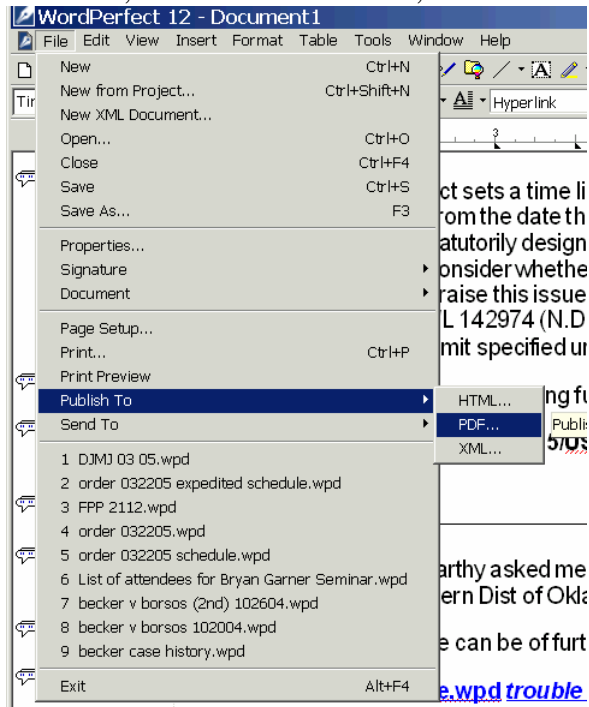 WordPerfect 12 - Document1
File Edit View Insert Format Table Tools Window Help
New Ctrl+N
New from Project... Ctrl+Shift+N
Hyperlink
New XML Document...
Open... Ctrl+O
3
Close Ctrl+F4
Save Ctrl+S
ct sets a time li
Save As... F3
rom the date th
Properties...
atutorily design
Signature
onsider whethe
Document
raise this issue
L 142974 (N.D
Page Setup...
Print... Ctrl+P
mit specified un
Print Preview
Publish To
HTML...
ng fu
Send To
PDF...
Publis
XML...
1 DJMJ 03 05.wpd
2 order 032205 expedited schedule.wpd
3 FPP 2112.wpd
4 order 032205.wpd
5 order 032205 schedule.wpd
arthy asked me
6 List of attendees for Bryan Garner Seminar.wpd
ern Dist of Okla
7 becker v borsos (2nd) 102604.wpd
8 becker v borsos 102004.wpd
e can be of furt
9 becker case history.wpd
Exit Alt+F4
e.wpd trouble